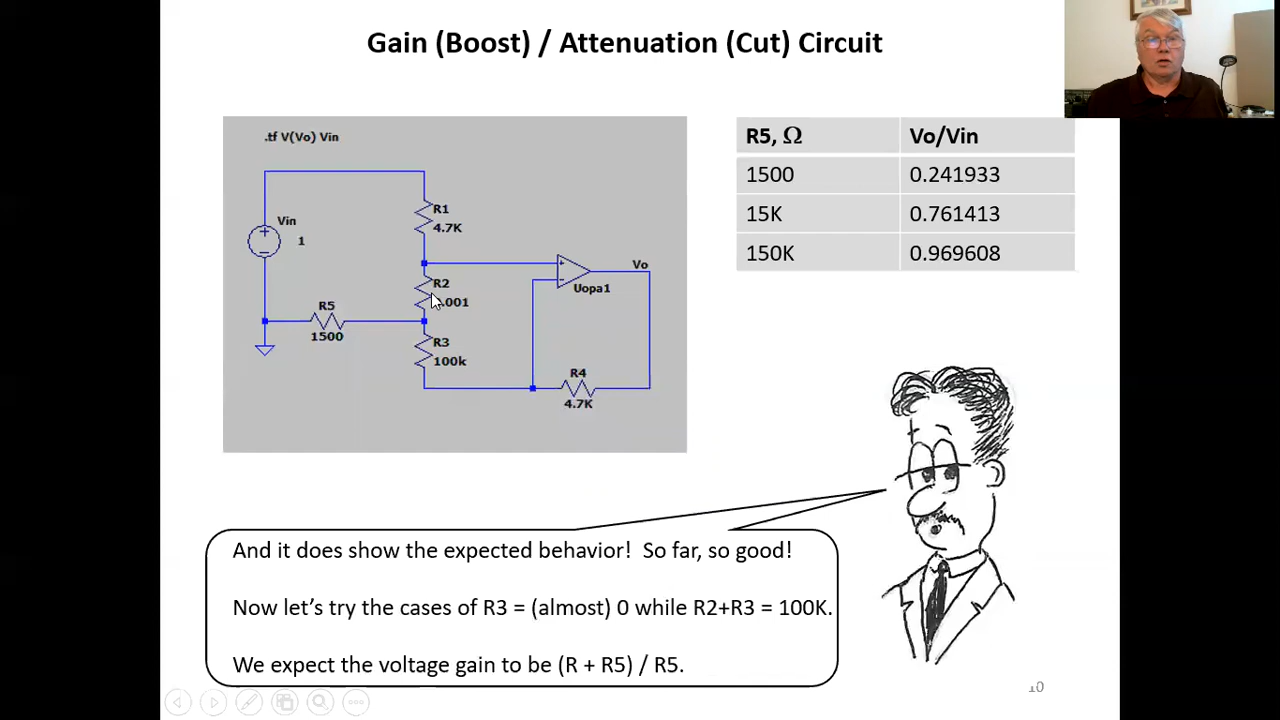 Gain (Boost) / Attenuation (Cut) Circuit
.tf V(Vo) Vin
R1
4.7K
Vin
1
R2
.001
Vo
Uopa1
R5
1500
R3
100k
R4
4.7K
R5, Ω Vo/Vin
1500 0.241933
15K 0.761413
150K 0.969608
And it does show the expected behavior! So far, so good!
Now let’s try the cases of R3 = (almost) 0 while R2+R3 = 100K.
We expect the voltage gain to be (R + R5) / R5.
10